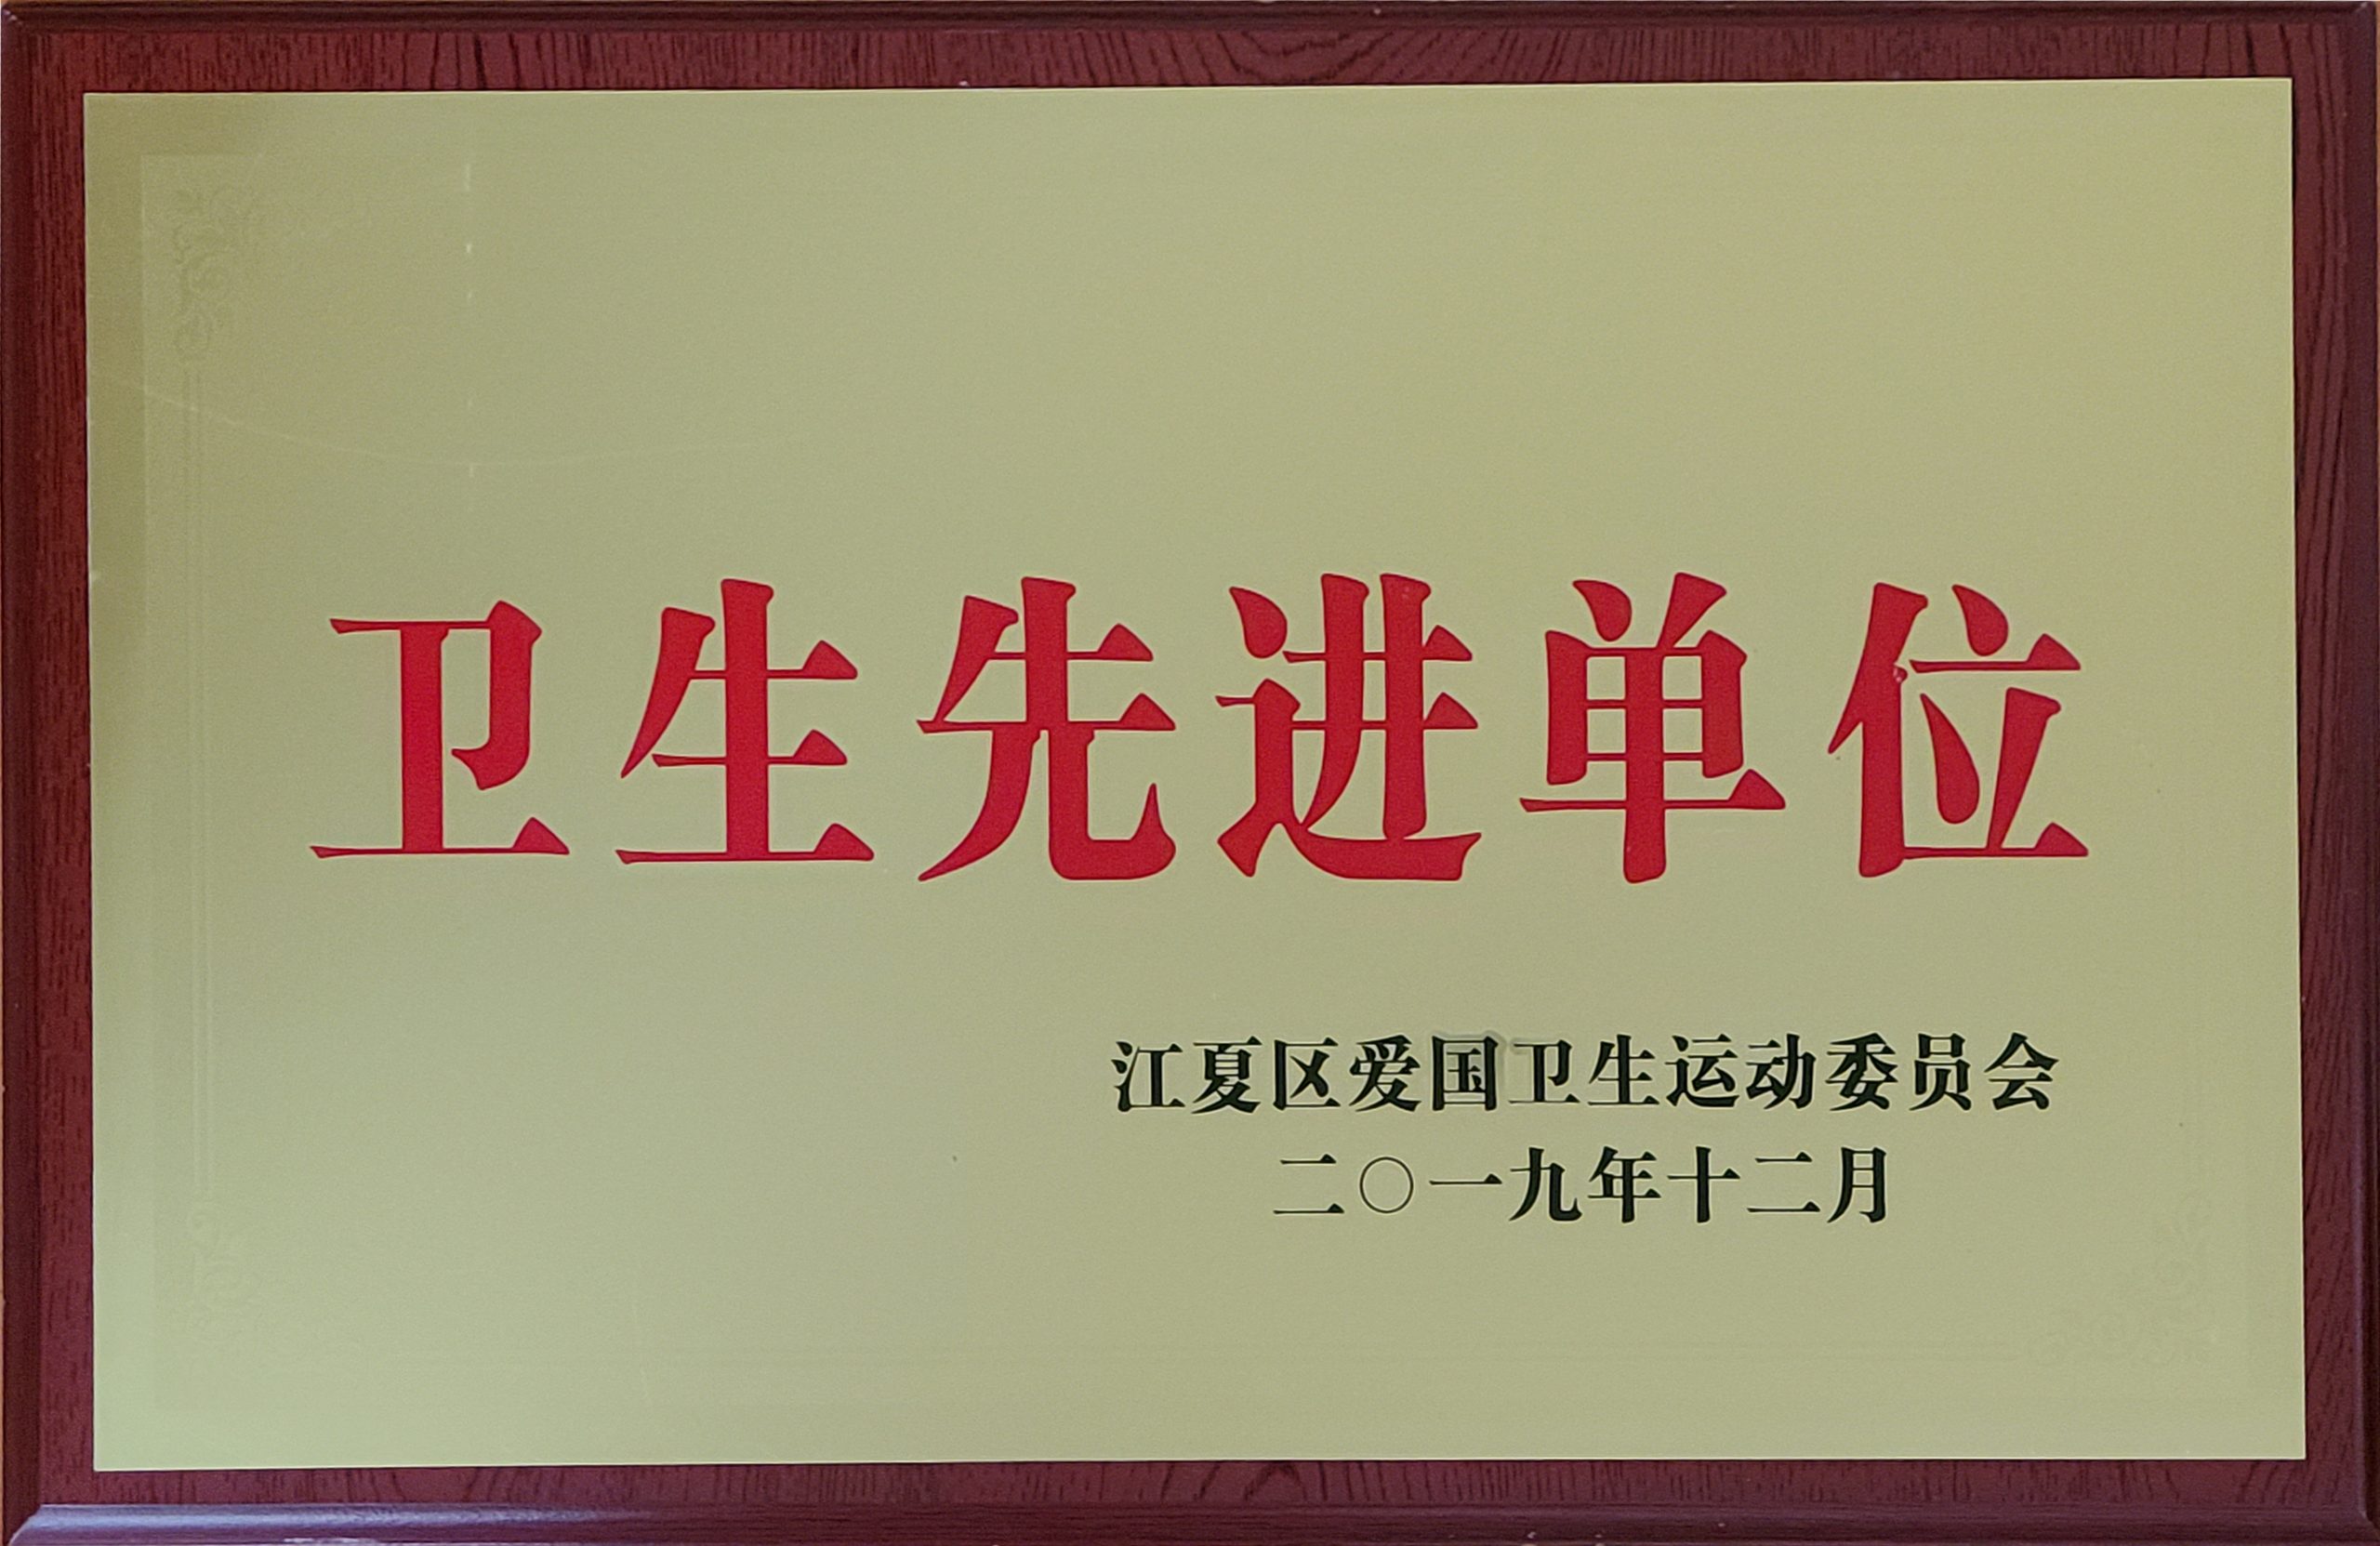 卫生先进单位
江夏区爱国卫生运动委员会
二〇一九年十二月